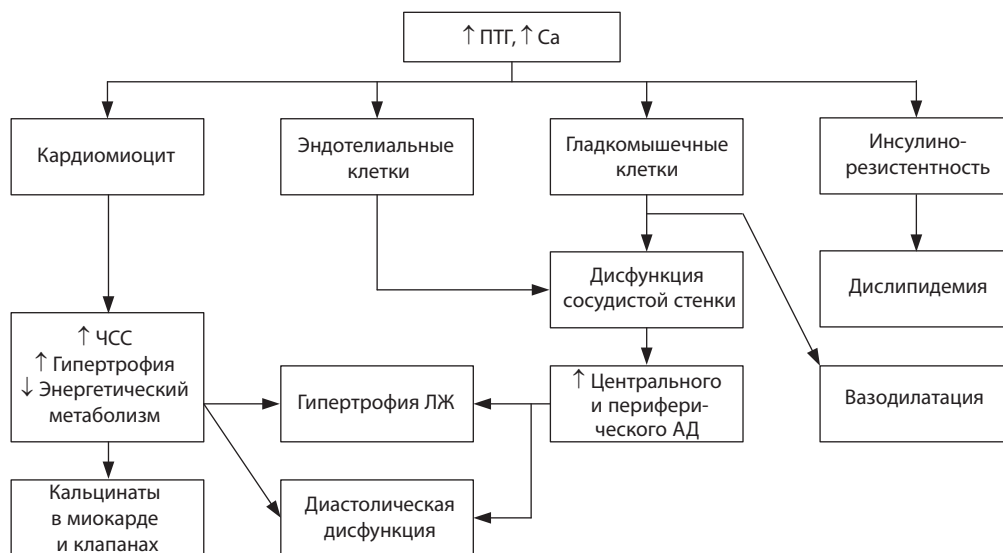 ↑ ПТГ, ↑ Ca
Кардиомиоцит
Эндотелиальные
клетки
Гладкомышечные
клетки
Инсулино-
резистентность
Дисфункция
сосудистой стенки
Дислипидемия
↑ ЧСС
↑ Гипертрофия
↓ Энергетический
метаболизм
Гипертрофия ЛЖ
↑ Центрального
и перифери-
ческого АД
Вазодилатация
Кальцинаты
в миокарде
и клапанах
Диастолическая
дисфункция